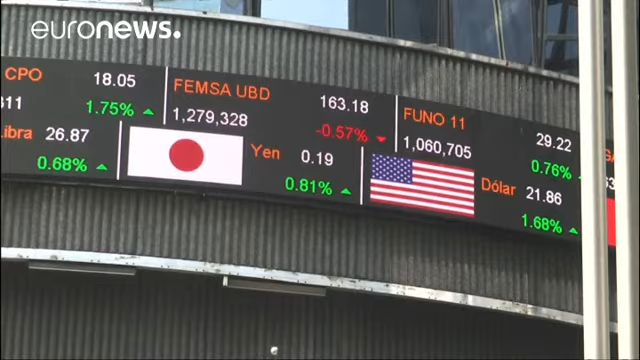 euronews.
CPO 18.05
311 1.75%
FEMSA UBD 163.18
1,279,328 -0.57%
FUNO 11 29.22
1,060,705 0.76%
Libra 26.87
0.68%
Yen 0.19
0.81%
Dólar 21.86
1.68%